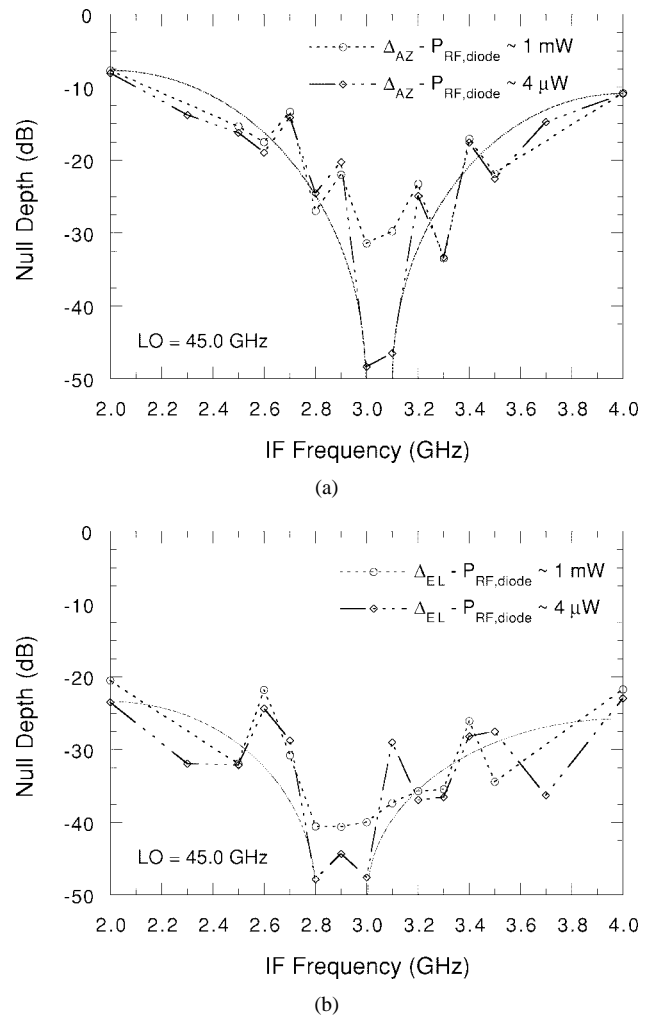 0
-10
-20
-30
-40
-50
Null Depth (dB)
Δ_AZ - P_RF,diode ~ 1 mW
Δ_AZ - P_RF,diode ~ 4 μW
LO = 45.0 GHz
2.0 2.2 2.4 2.6 2.8 3.0 3.2 3.4 3.6 3.8 4.0
IF Frequency (GHz)
(a)
0
-10
-20
-30
-40
-50
Null Depth (dB)
Δ_EL - P_RF,diode ~ 1 mW
Δ_EL - P_RF,diode ~ 4 μW
LO = 45.0 GHz
2.0 2.2 2.4 2.6 2.8 3.0 3.2 3.4 3.6 3.8 4.0
IF Frequency (GHz)
(b)